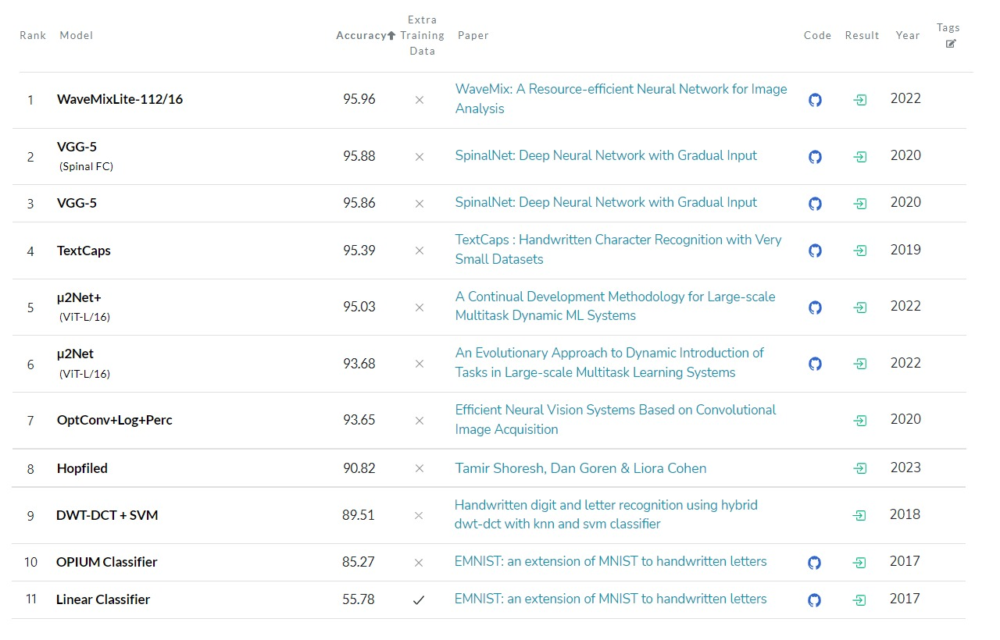 Rank Model Accuracy Extra Training Data Paper Code Result Year Tags
1 WaveMixLite-112/16 95.96 WaveMix: A Resource-efficient Neural Network for Image 2022
Analysis
2 VGG-5 95.88 SpinalNet: Deep Neural Network with Gradual Input 2020
(Spinal FC)
3 VGG-5 95.86 SpinalNet: Deep Neural Network with Gradual Input 2020
4 TextCaps 95.39 TextCaps : Handwritten Character Recognition with Very 2019
Small Datasets
5 µ2Net+ 95.03 A Continual Development Methodology for Large-scale 2022
(ViT-L/16) Multitask Dynamic ML Systems
6 µ2Net 93.68 An Evolutionary Approach to Dynamic Introduction of 2022
(ViT-L/16) Tasks in Large-scale Multitask Learning Systems
7 OptConv+Log+Perc 93.65 Efficient Neural Vision Systems Based on Convolutional 2020
Image Acquisition
8 Hopfiled 90.82 Tamir Shoresh, Dan Goren & Liora Cohen 2023
9 DWT-DCT + SVM 89.51 Handwritten digit and letter recognition using hybrid 2018
dwt-dct with knn and svm classifier
10 OPIUM Classifier 85.27 EMNIST: an extension of MNIST to handwritten letters 2017
11 Linear Classifier 55.78 EMNIST: an extension of MNIST to handwritten letters 2017